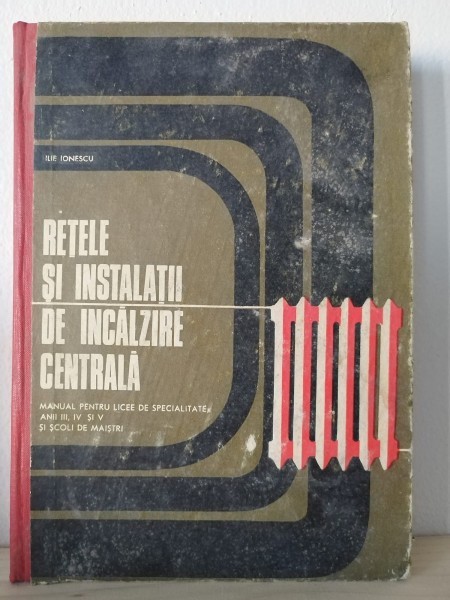 ILIE IONESCU
REȚELE
ȘI INSTALAȚII
DE INCĂLZIRE
CENTRALĂ
MANUAL PENTRU LICEE DE SPECIALITATE,
ANII III, IV ȘI V
ȘI ȘCOLI DE MAIȘTRI